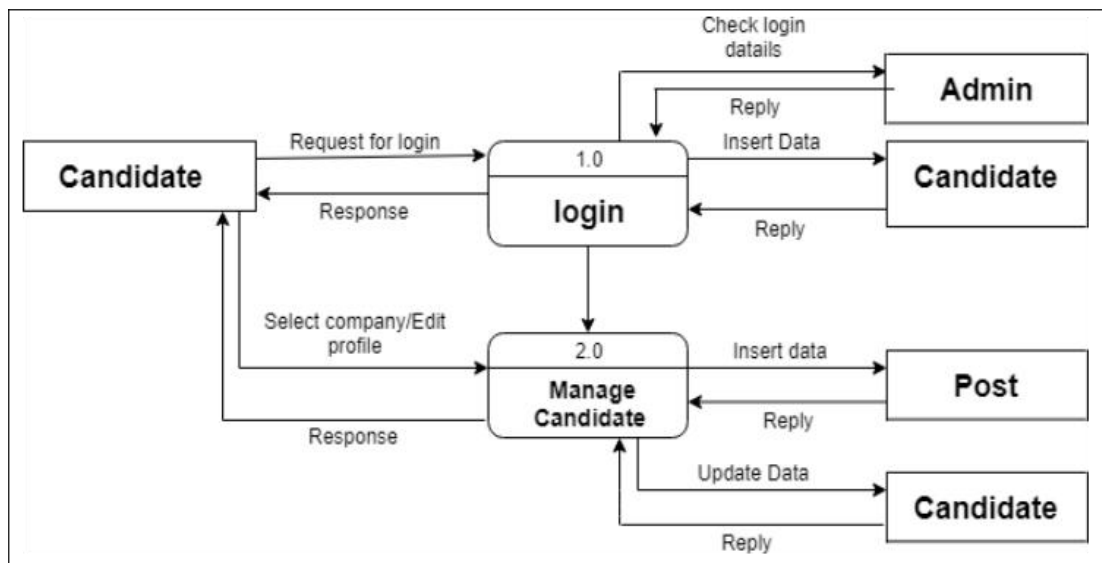 Check login
datails
Admin
Reply
Request for login
1.0
Insert Data
Candidate
Candidate
login
Response
Reply
Select company/Edit
profile
2.0
Insert data
Manage
Candidate
Post
Reply
Response
Update Data
Candidate
Reply